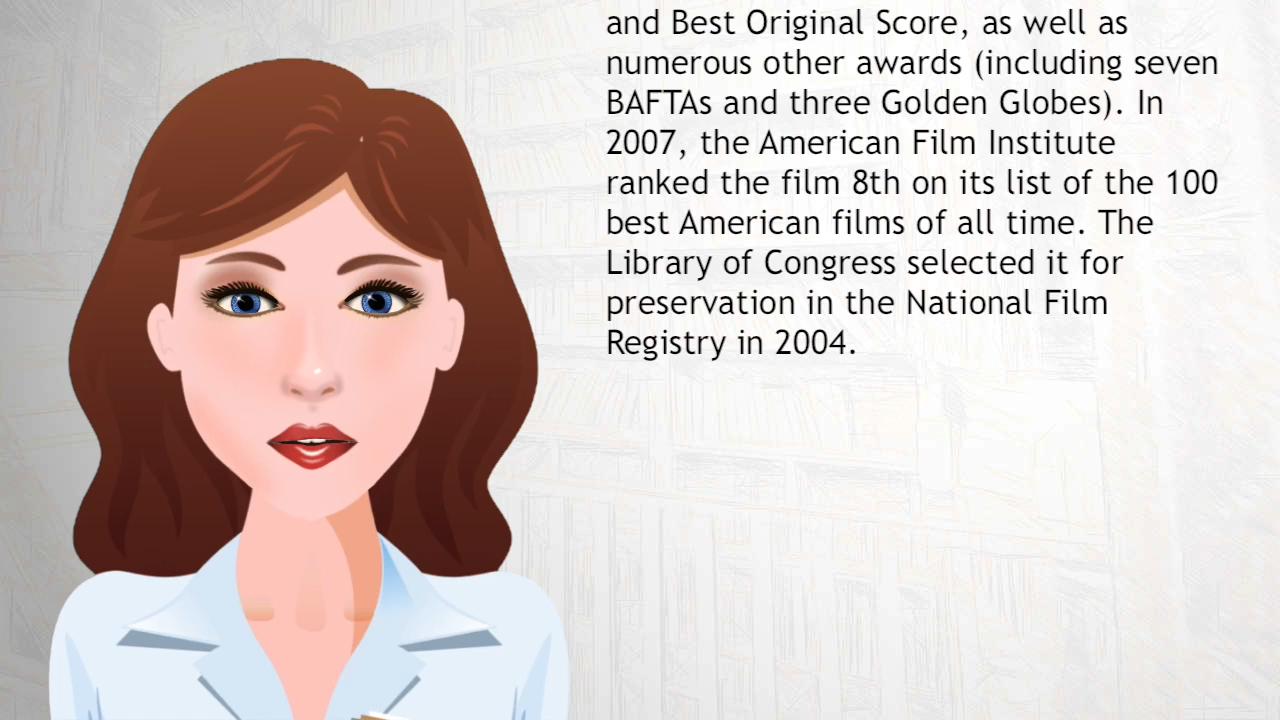 and Best Original Score, as well as
numerous other awards (including seven
BAFTAs and three Golden Globes). In
2007, the American Film Institute
ranked the film 8th on its list of the 100
best American films of all time. The
Library of Congress selected it for
preservation in the National Film
Registry in 2004.